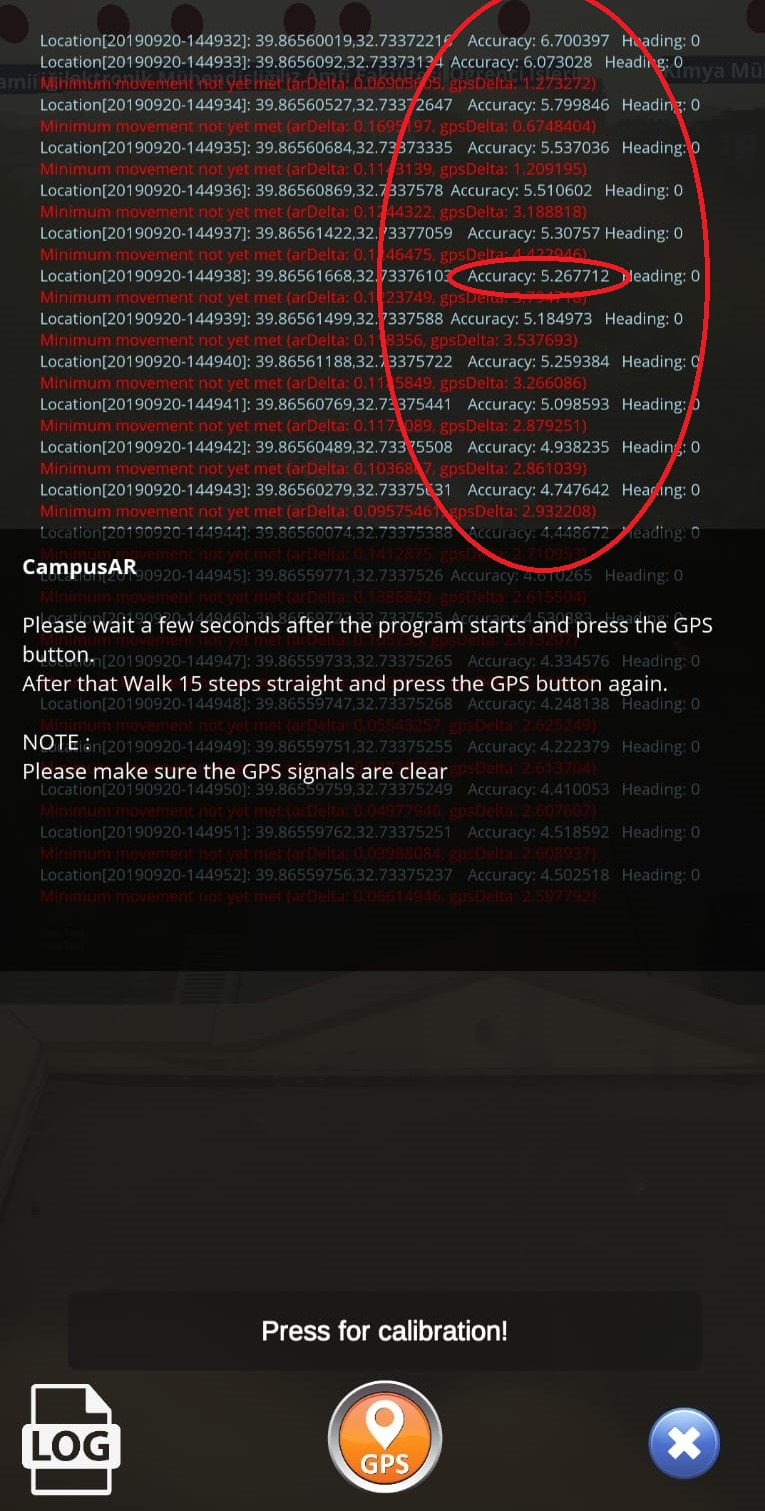 Location[20190920-144932]: 39.86560019,32.73372216 Accuracy: 6.700397 Heading: 0
Location[20190920-144933]: 39.8656092,32.73373134 Accuracy: 6.073028 Heading: 0
Minimum movement not yet met (arDelta: 0.06905605, gpsDelta: 1.273272)
Location[20190920-144934]: 39.86560527,32.73372647 Accuracy: 5.799846 Heading: 0
Minimum movement not yet met (arDelta: gpsDelta: 0.6748404)
Location[20190920-144935]: 39.86560684,32.73373335 Accuracy: 5.537036 Heading: 0
Minimum movement not yet met (arDelta: gpsDelta: 1.209195)
Location[20190920-144936]: 39.86560869,32.7337578 Accuracy: 5.510602 Heading: 0
Minimum movement not yet met (arDelta: 0.1244322, gpsDelta: 3.188818)
Location[20190920-144937]: 39.86561422,32.73377059 Accuracy: 5.30757 Heading: 0
Minimum movement not yet met (arDelta: gpsDelta: 4.422946)
Location[20190920-144938]: 39.86561668,32.73376103 Accuracy: 5.267712 Heading: 0
Minimum movement not yet met (arDelta: gpsDelta:
Location[20190920-144939]: 39.86561499,32.7337588 Accuracy: 5.184973 Heading: 0
Minimum movement not yet met (arDelta: gpsDelta: 3.537693)
Location[20190920-144940]: 39.86561188,32.73375722 Accuracy: 5.259384 Heading: 0
Minimum movement not yet met (arDelta: gpsDelta: 3.266086)
Location[20190920-144941]: 39.86560769,32.73375441 Accuracy: 5.098593 Heading: 0
Minimum movement not yet met (arDelta: 0.1173089, gpsDelta: 2.879251)
Location[20190920-144942]: 39.86560489,32.73375508 Accuracy: 4.938235 Heading: 0
Minimum movement not yet met (arDelta: gpsDelta: 2.861039)
Location[20190920-144943]: 39.86560279,32.73375631 Accuracy: 4.747642 Heading: 0
Minimum movement not yet met (arDelta: 0.09575461, gpsDelta: 2.932208)
Location[20190920-144944]: 39.86560074,32.73375388 Accuracy: 4.448672 Heading: 0
Minimum movement not yet met (arDelta: 0.1412875, gpsDelta: 2.710953)
CampusAR
Location[20190920-144945]: 39.86559771,32.7337526 Accuracy: 4.610265 Heading: 0
Minimum movement not yet met (arDelta: 0.1386849, gpsDelta: 2.615504)
Please wait a few seconds after the program starts and press the GPS
button.
Location[20190920-144947]: 39.86559733,32.73375265 Accuracy: 4.334576 Heading: 0
After that Walk 15 steps straight and press the GPS button again.
Location[20190920-144948]: 39.86559747,32.73375268 Accuracy: 4.248138 Heading: 0
Minimum movement not yet met (arDelta: 0.05543257, gpsDelta: 2.625249)
NOTE :
Location[20190920-144949]: 39.86559751,32.73375255 Accuracy: 4.222379 Heading: 0
Please make sure the GPS signals are clear
Location[20190920-144950]: 39.86559759,32.73375249 Accuracy: 4.410053 Heading: 0
Minimum movement not yet met (arDelta: 0.04977946, gpsDelta: 2.607607)
Location[20190920-144951]: 39.86559762,32.73375251 Accuracy: 4.518592 Heading: 0
Minimum movement not yet met (arDelta: 0.03988084, gpsDelta: 2.608937)
Location[20190920-144952]: 39.86559756,32.73375237 Accuracy: 4.502518 Heading: 0
Minimum movement not yet met (arDelta: 0.06614946, gpsDelta: 2.597792)
Press for calibration!
LOG
GPS